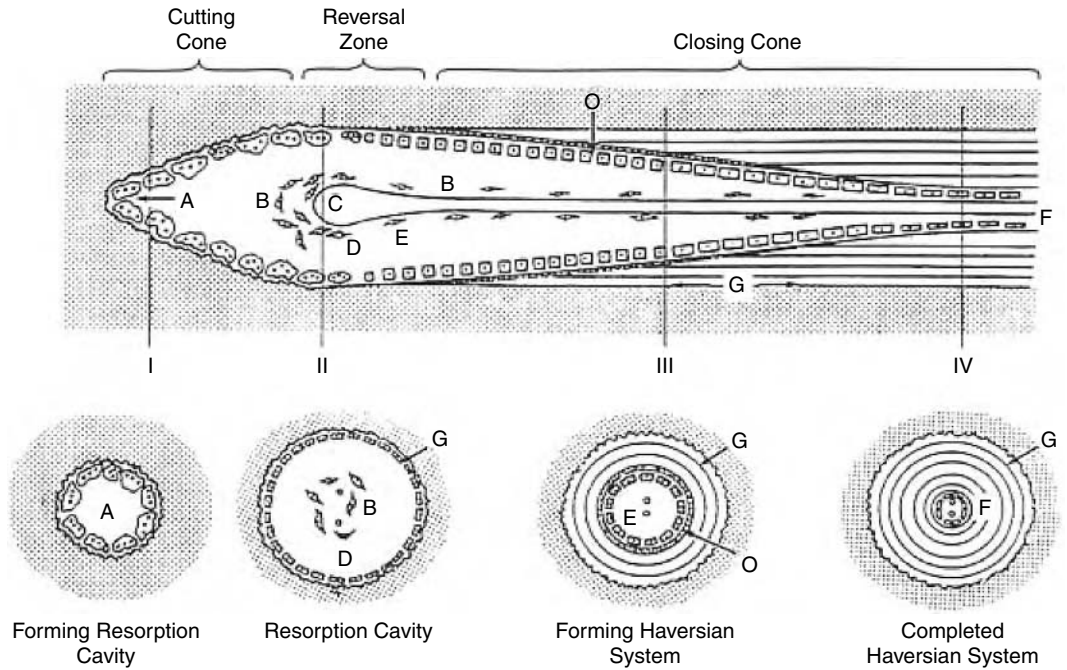 Cutting
Cone
Reversal
Zone
Closing Cone
O
A
B
C
B
D
E
F
G
I
II
III
IV
A
G
B
D
G
E
O
G
F
Forming Resorption
Cavity
Resorption Cavity
Forming Haversian
System
Completed
Haversian System